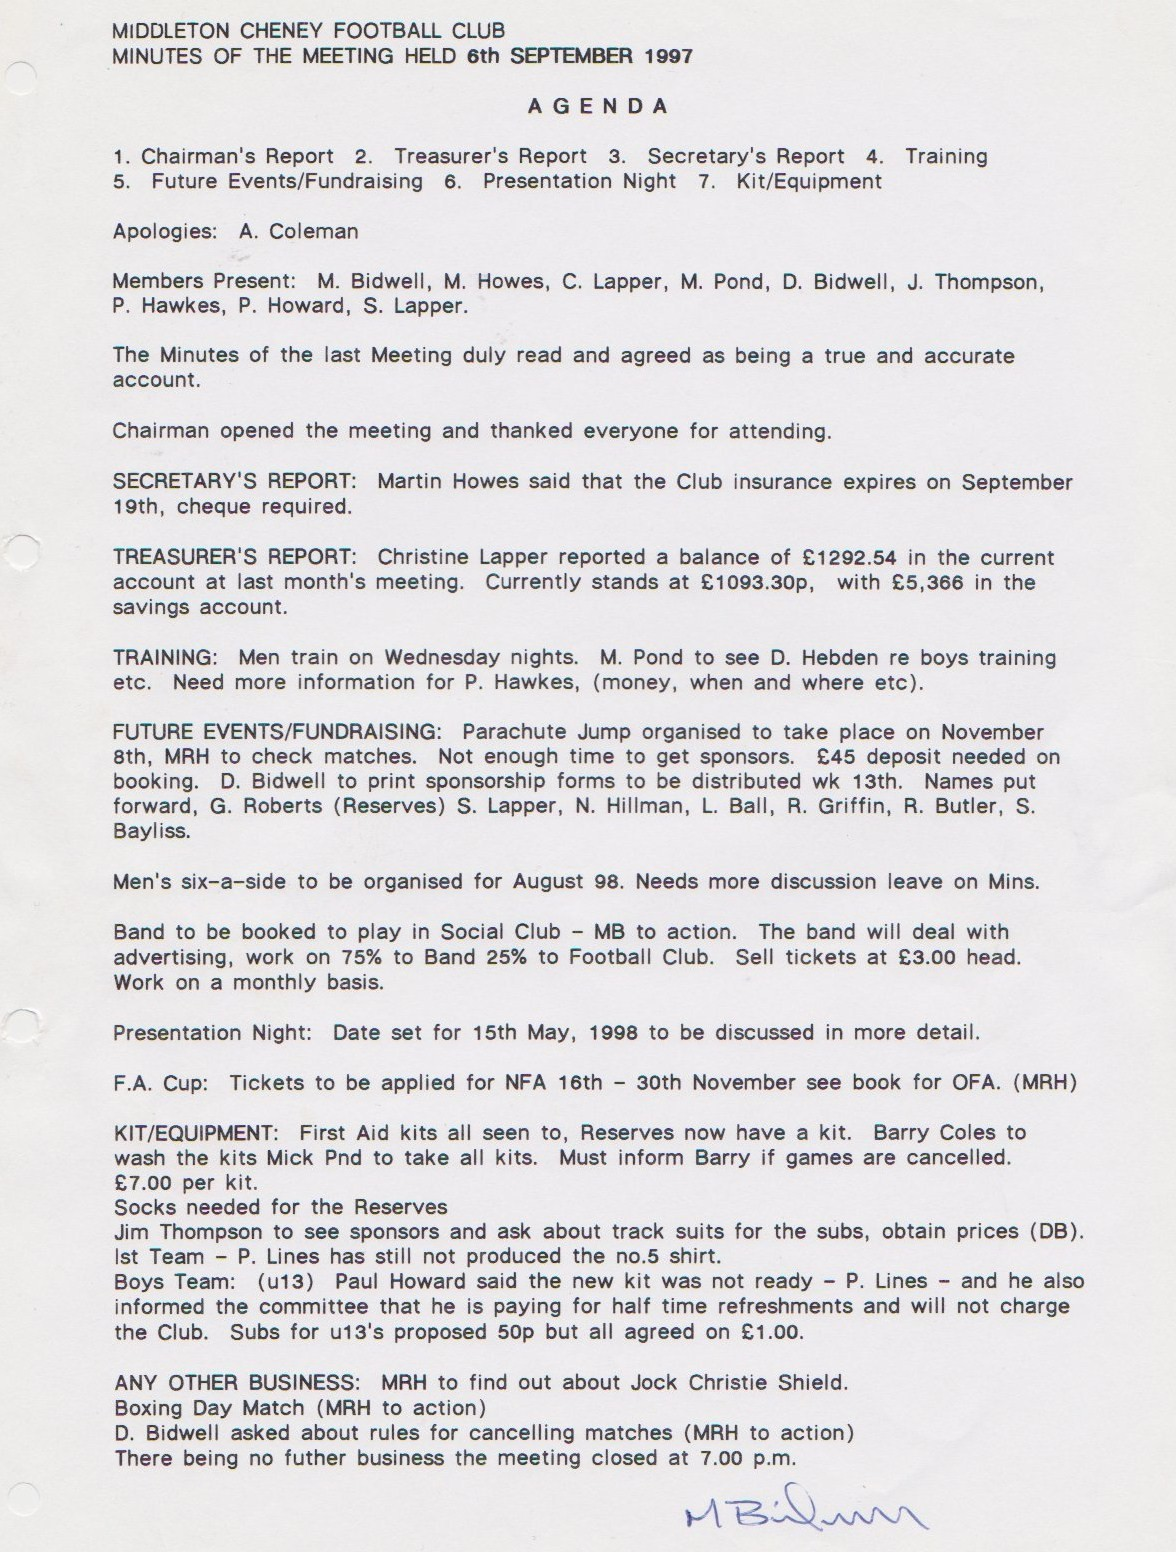 MIDDLETON CHENEY FOOTBALL CLUB
MINUTES OF THE MEETING HELD 6th SEPTEMBER 1997
A G E N D A
1. Chairman's Report 2. Treasurer's Report 3. Secretary's Report 4. Training
5. Future Events/Fundraising 6. Presentation Night 7. Kit/Equipment
Apologies: A. Coleman
Members Present: M. Bidwell, M. Howes, C. Lapper, M. Pond, D. Bidwell, J. Thompson,
P. Hawkes, P. Howard, S. Lapper.
The Minutes of the last Meeting duly read and agreed as being a true and accurate
account.
Chairman opened the meeting and thanked everyone for attending.
SECRETARY'S REPORT: Martin Howes said that the Club insurance expires on September
19th, cheque required.
TREASURER'S REPORT: Christine Lapper reported a balance of £1292.54 in the current
account at last month's meeting. Currently stands at £1093.30p, with £5,366 in the
savings account.
TRAINING: Men train on Wednesday nights. M. Pond to see D. Hebden re boys training
etc. Need more information for P. Hawkes, (money, when and where etc).
FUTURE EVENTS/FUNDRAISING: Parachute Jump organised to take place on November
8th, MRH to check matches. Not enough time to get sponsors. £45 deposit needed on
booking. D. Bidwell to print sponsorship forms to be distributed wk 13th. Names put
forward, G. Roberts (Reserves) S. Lapper, N. Hillman, L. Ball, R. Griffin, R. Butler, S.
Bayliss.
Men's six-a-side to be organised for August 98. Needs more discussion leave on Mins.
Band to be booked to play in Social Club - MB to action. The band will deal with
advertising, work on 75% to Band 25% to Football Club. Sell tickets at £3.00 head.
Work on a monthly basis.
Presentation Night: Date set for 15th May, 1998 to be discussed in more detail.
F.A. Cup: Tickets to be applied for NFA 16th - 30th November see book for OFA. (MRH)
KIT/EQUIPMENT: First Aid kits all seen to, Reserves now have a kit. Barry Coles to
wash the kits Mick Pnd to take all kits. Must inform Barry if games are cancelled.
£7.00 per kit.
Socks needed for the Reserves
Jim Thompson to see sponsors and ask about track suits for the subs, obtain prices (DB).
Ist Team - P. Lines has still not produced the no.5 shirt.
Boys Team: (u13) Paul Howard said the new kit was not ready - P. Lines - and he also
informed the committee that he is paying for half time refreshments and will not charge
the Club. Subs for u13's proposed 50p but all agreed on £1.00.
ANY OTHER BUSINESS: MRH to find out about Jock Christie Shield.
Boxing Day Match (MRH to action)
D. Bidwell asked about rules for cancelling matches (MRH to action)
There being no futher business the meeting closed at 7.00 p.m.